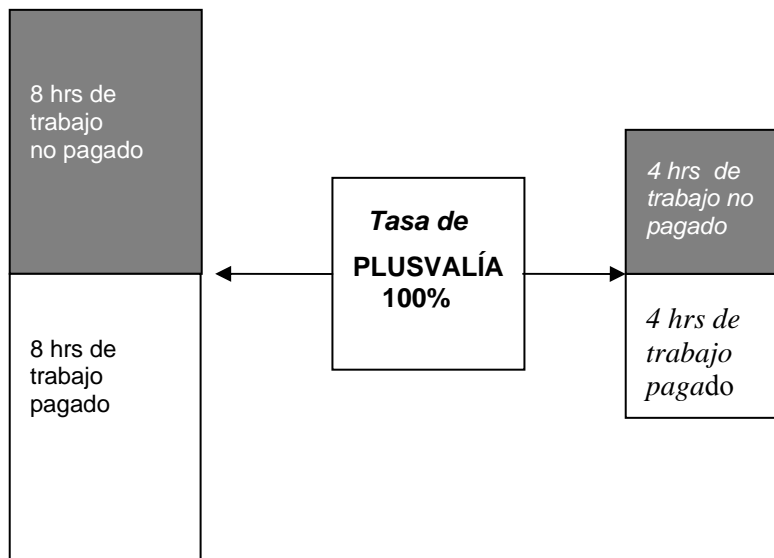 8 hrs de
trabajo
no pagado
8 hrs de
trabajo
pagado
Tasa de
PLUSVALÍA
100%
4 hrs de
trabajo no
pagado
4 hrs de
trabajo
pagado